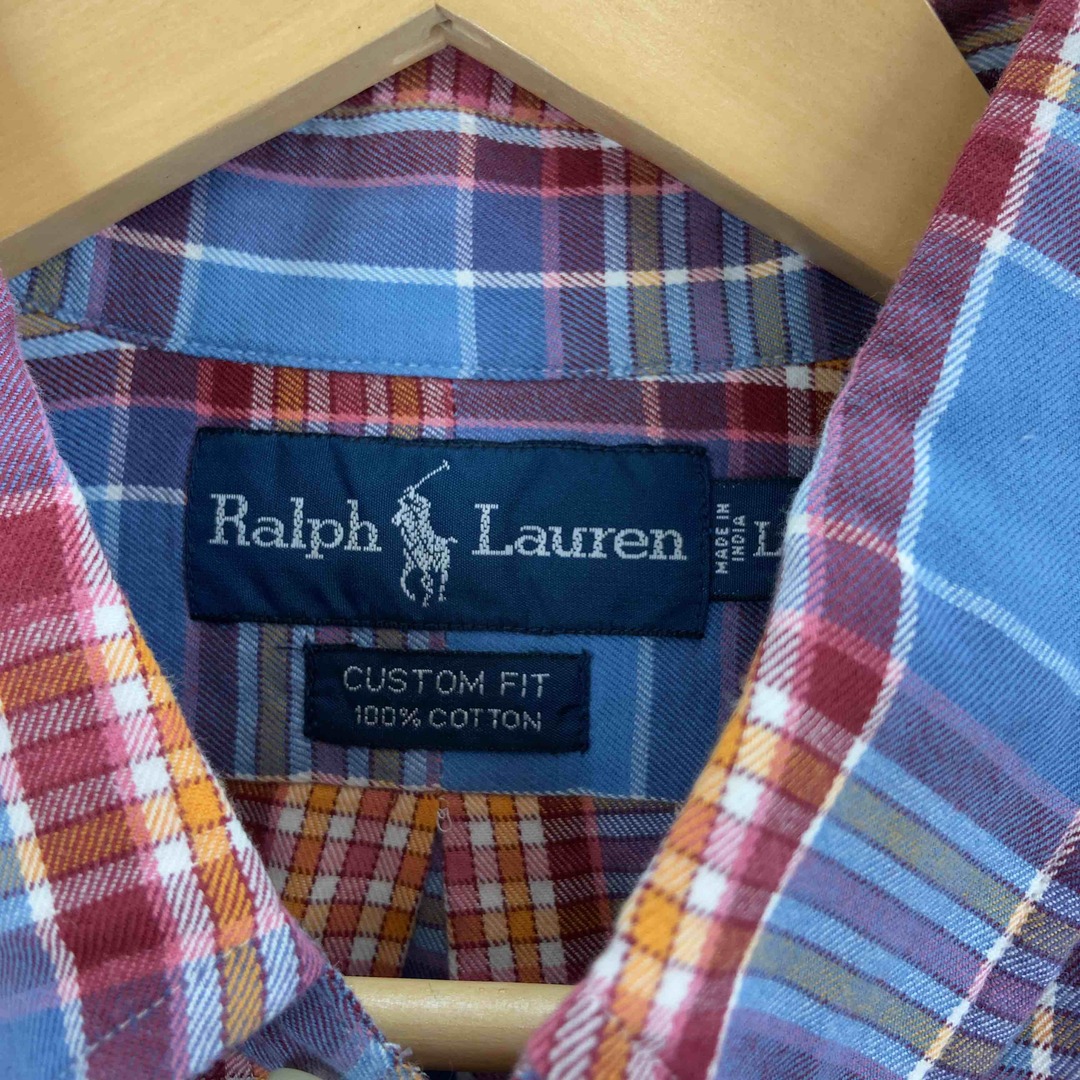 Ralph Lauren
MADE IN
INDIA
L
CUSTOM FIT
100% COTTON